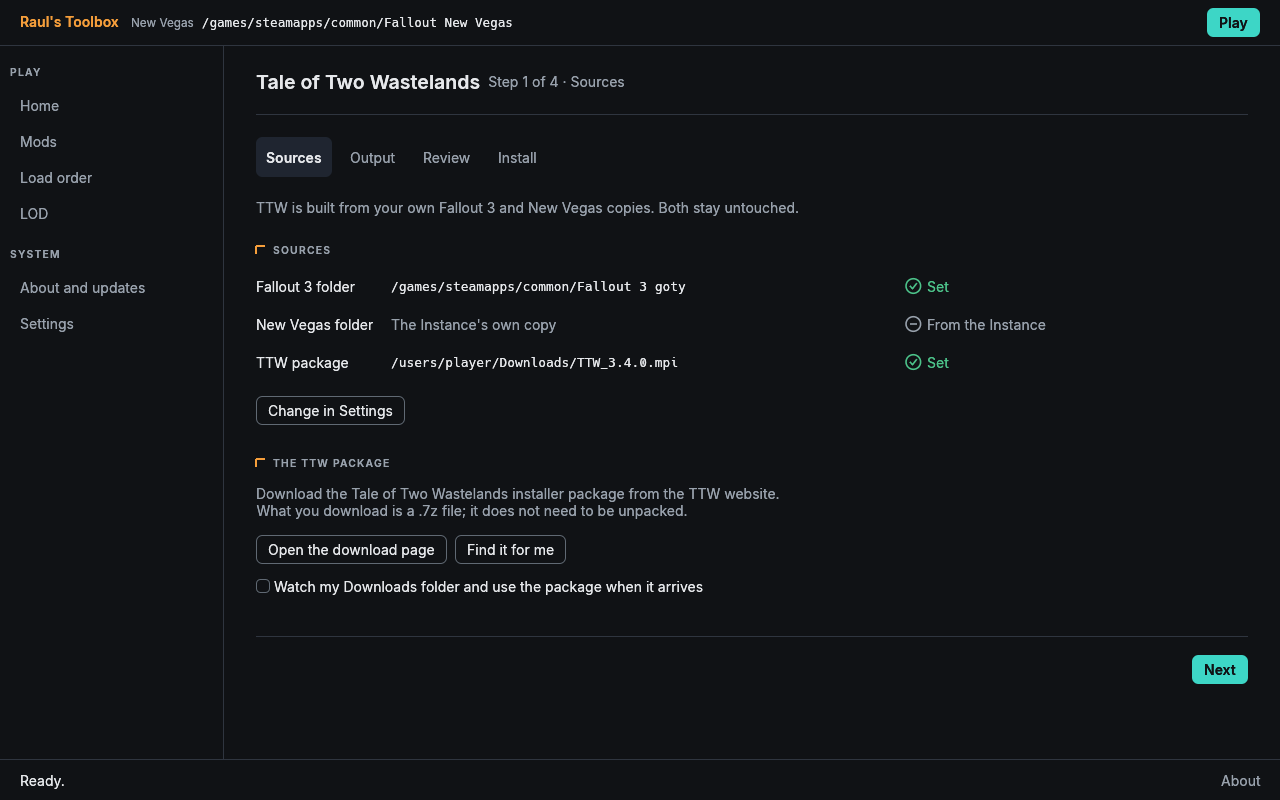 Raul's Toolbox New Vegas /games/steamapps/common/Fallout New Vegas Play
PLAY
Home
Mods
Load order
LOD
SYSTEM
About and updates
Settings
Tale of Two Wastelands Step 1 of 4 · Sources
Sources Output Review Install
TTW is built from your own Fallout 3 and New Vegas copies. Both stay untouched.
SOURCES
Fallout 3 folder /games/steamapps/common/Fallout 3 goty Set
New Vegas folder The Instance's own copy From the Instance
TTW package /users/player/Downloads/TTW_3.4.0.mpi Set
Change in Settings
THE TTW PACKAGE
Download the Tale of Two Wastelands installer package from the TTW website.
What you download is a .7z file; it does not need to be unpacked.
Open the download page Find it for me
Watch my Downloads folder and use the package when it arrives
Next
Ready. About